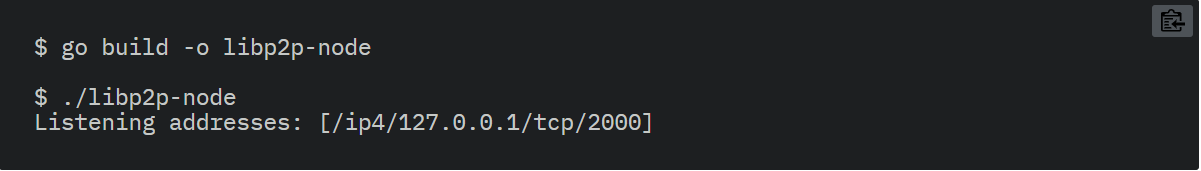 $ go build -o libp2p-node
$ ./libp2p-node
Listening addresses: [/ip4/127.0.0.1/tcp/2000]